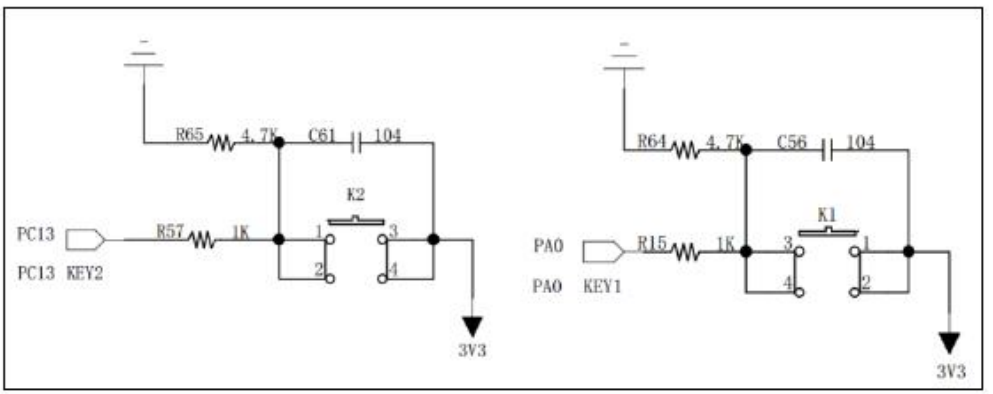 R65 4.7K C61 104
K2
PC13 R57 1K 1 3
PC13 KEY2 2 4
3V3
R64 4.7K C56 104
K1
PA0 R15 1K 3 1
PA0 KEY1 4 2
3V3